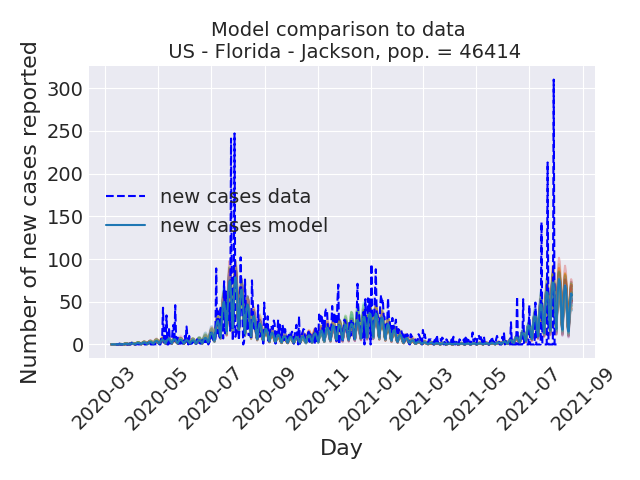 Model comparison to data
US - Florida - Jackson, pop. = 46414
Number of new cases reported
300
250
200
150
100
50
0
new cases data
new cases model
2020-03
2020-05
2020-07
2020-09
2020-11
2021-01
2021-03
2021-05
2021-07
2021-09
Day